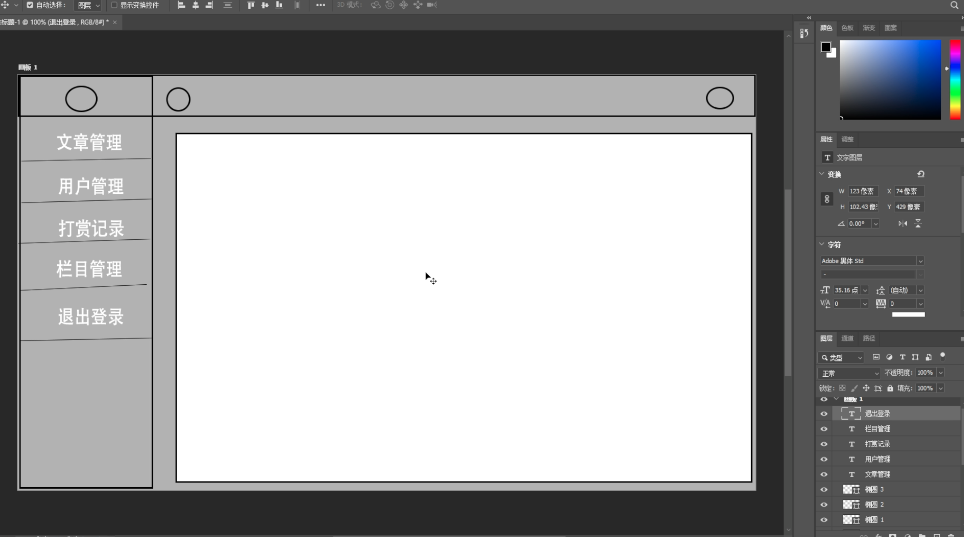 自动选择:
图层
显示变换控件
3D 模式:
标题-1 @ 100% (退出登录, RGB/8#) * ×
画板 1
文章管理
用户管理
打赏记录
栏目管理
退出登录
颜色 色板 渐变 图案
属性 调整
T 文字图层
变换
W 123 像素 X 74 像素
H 102.43 像 Y 429 像素
0.00°
字符
Adobe 黑体 Std
-
35.16 点 (自动)
V/A 0 0
图层 通道 路径
类型
正常 不透明度: 100%
锁定: 填充: 100%
画板 1
T 退出登录
T 栏目管理
T 打赏记录
T 用户管理
T 文章管理
椭圆 3
椭圆 2
椭圆 1